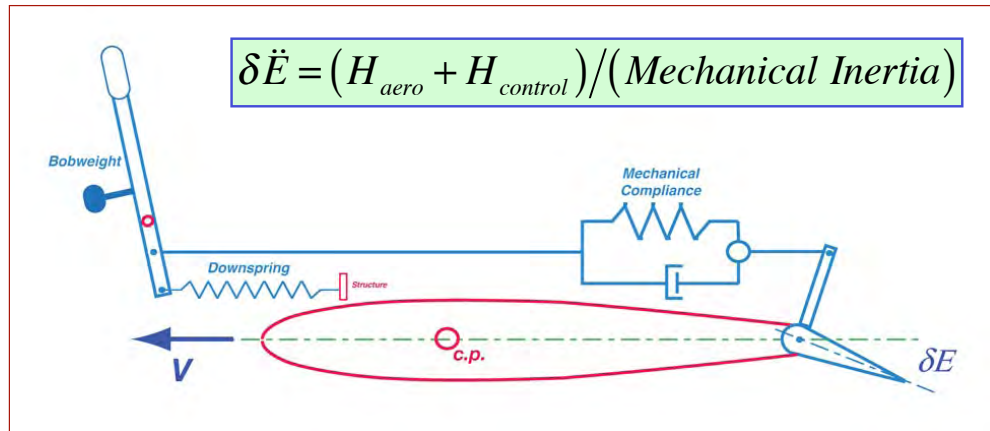 δË = (H_aero + H_control)/(Mechanical Inertia)
Bobweight
Mechanical
Compliance
Downspring
Structure
c.p.
V
δE